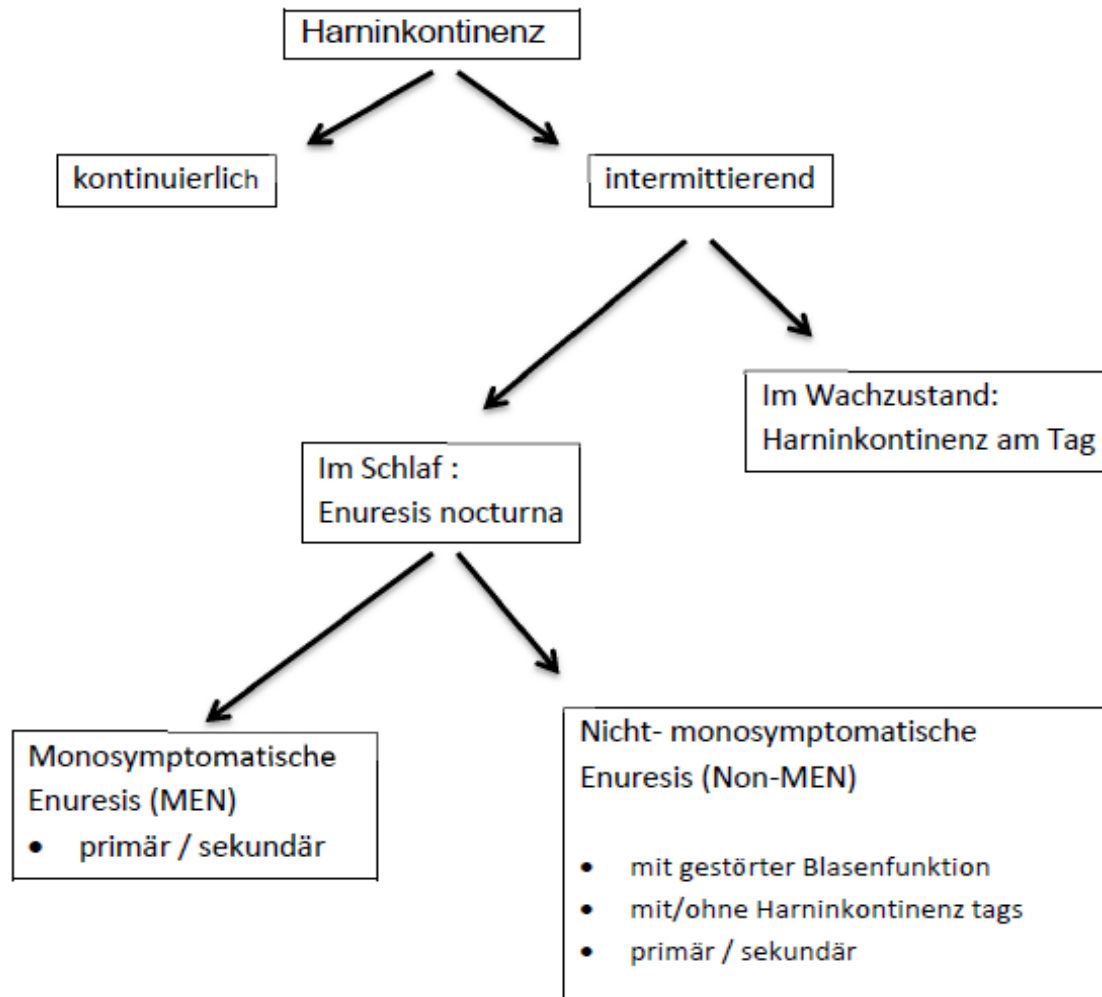 Harninkontinenz
kontinuierlich
intermittierend
Im Wachzustand:
Harninkontinenz am Tag
Im Schlaf :
Enuresis nocturna
Monosymptomatische
Enuresis (MEN)
• primär / sekundär
Nicht- monosymptomatische
Enuresis (Non-MEN)
• mit gestörter Blasenfunktion
• mit/ohne Harninkontinenz tags
• primär / sekundär